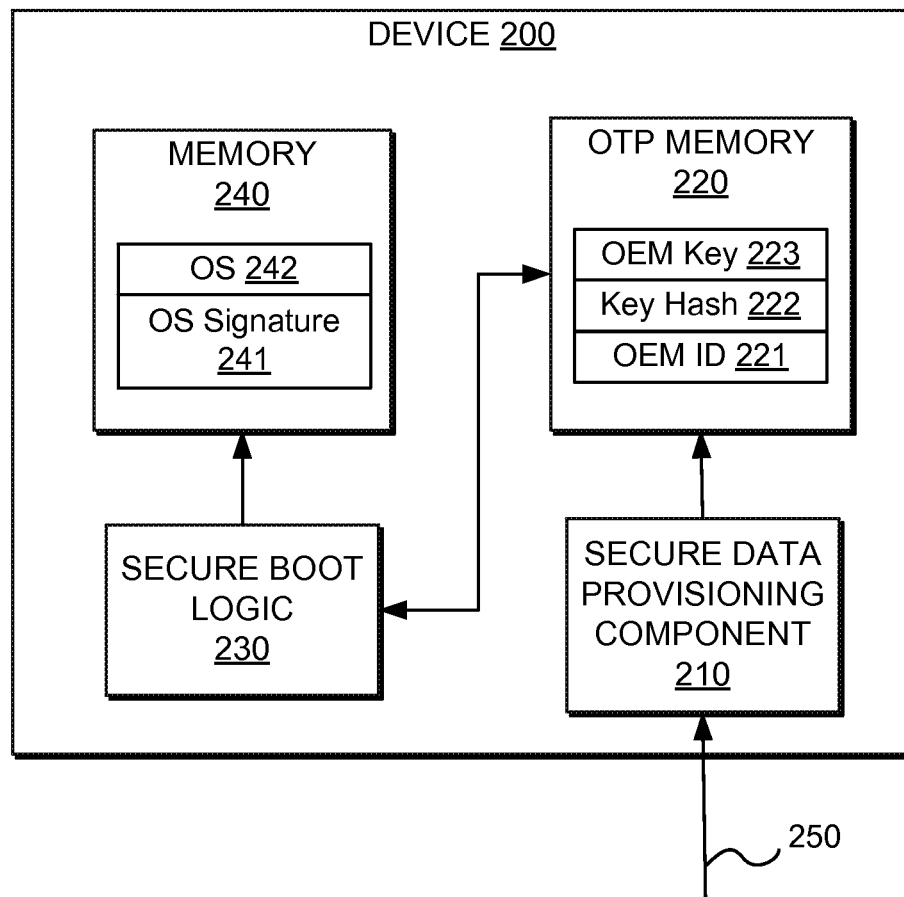 DEVICE 200
MEMORY
240
OS 242
OS Signature
241
OTP MEMORY
220
OEM Key 223
Key Hash 222
OEM ID 221
SECURE BOOT
LOGIC
230
SECURE DATA
PROVISIONING
COMPONENT
210
250